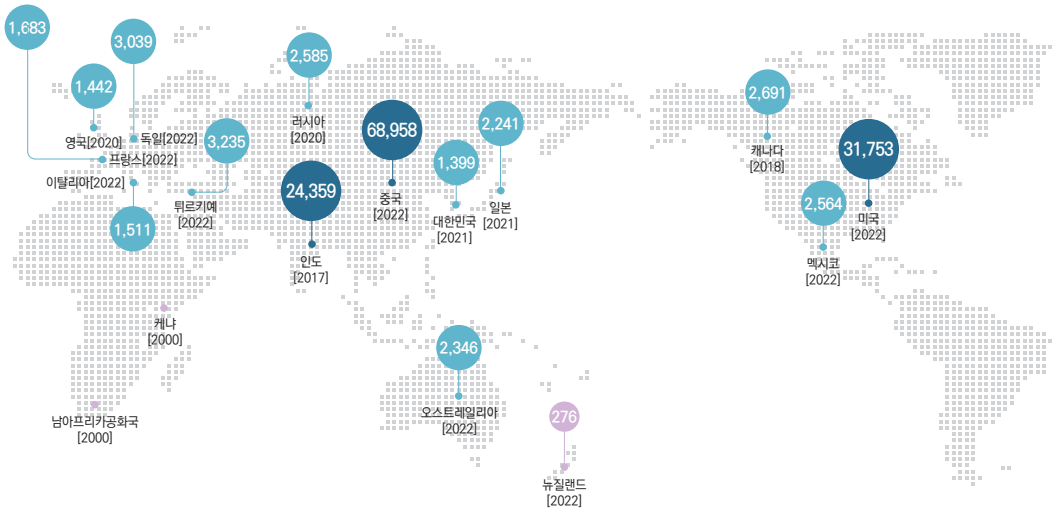 1,683
3,039
1,442
영국[2020]
독일[2022]
프랑스[2022]
이탈리아[2022]
1,511
3,235
튀르키예
[2022]
2,585
러시아
[2020]
24,359
인도
[2017]
68,958
중국
[2022]
1,399
대한민국
[2021]
2,241
일본
[2021]
2,691
캐나다
[2018]
31,753
미국
[2022]
2,564
멕시코
[2022]
케냐
[2000]
남아프리카공화국
[2000]
2,346
오스트레일리아
[2022]
276
뉴질랜드
[2022]